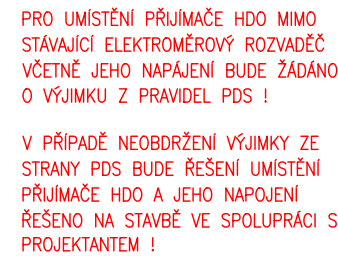 PRO UMÍSTĚNÍ PŘIJÍMAČE HDO MIMO
STÁVAJÍCÍ ELEKTROMĚROVÝ ROZVADĚČ
VČETNĚ JEHO NAPÁJENÍ BUDE ŽÁDÁNO
O VÝJIMKU Z PRAVIDEL PDS !
V PŘÍPADĚ NEOBDRŽENÍ VÝJIMKY ZE
STRANY PDS BUDE ŘEŠENÍ UMÍSTĚNÍ
PŘIJÍMAČE HDO A JEHO NAPOJENÍ
ŘEŠENO NA STAVBĚ VE SPOLUPRÁCI S
PROJEKTANTEM !